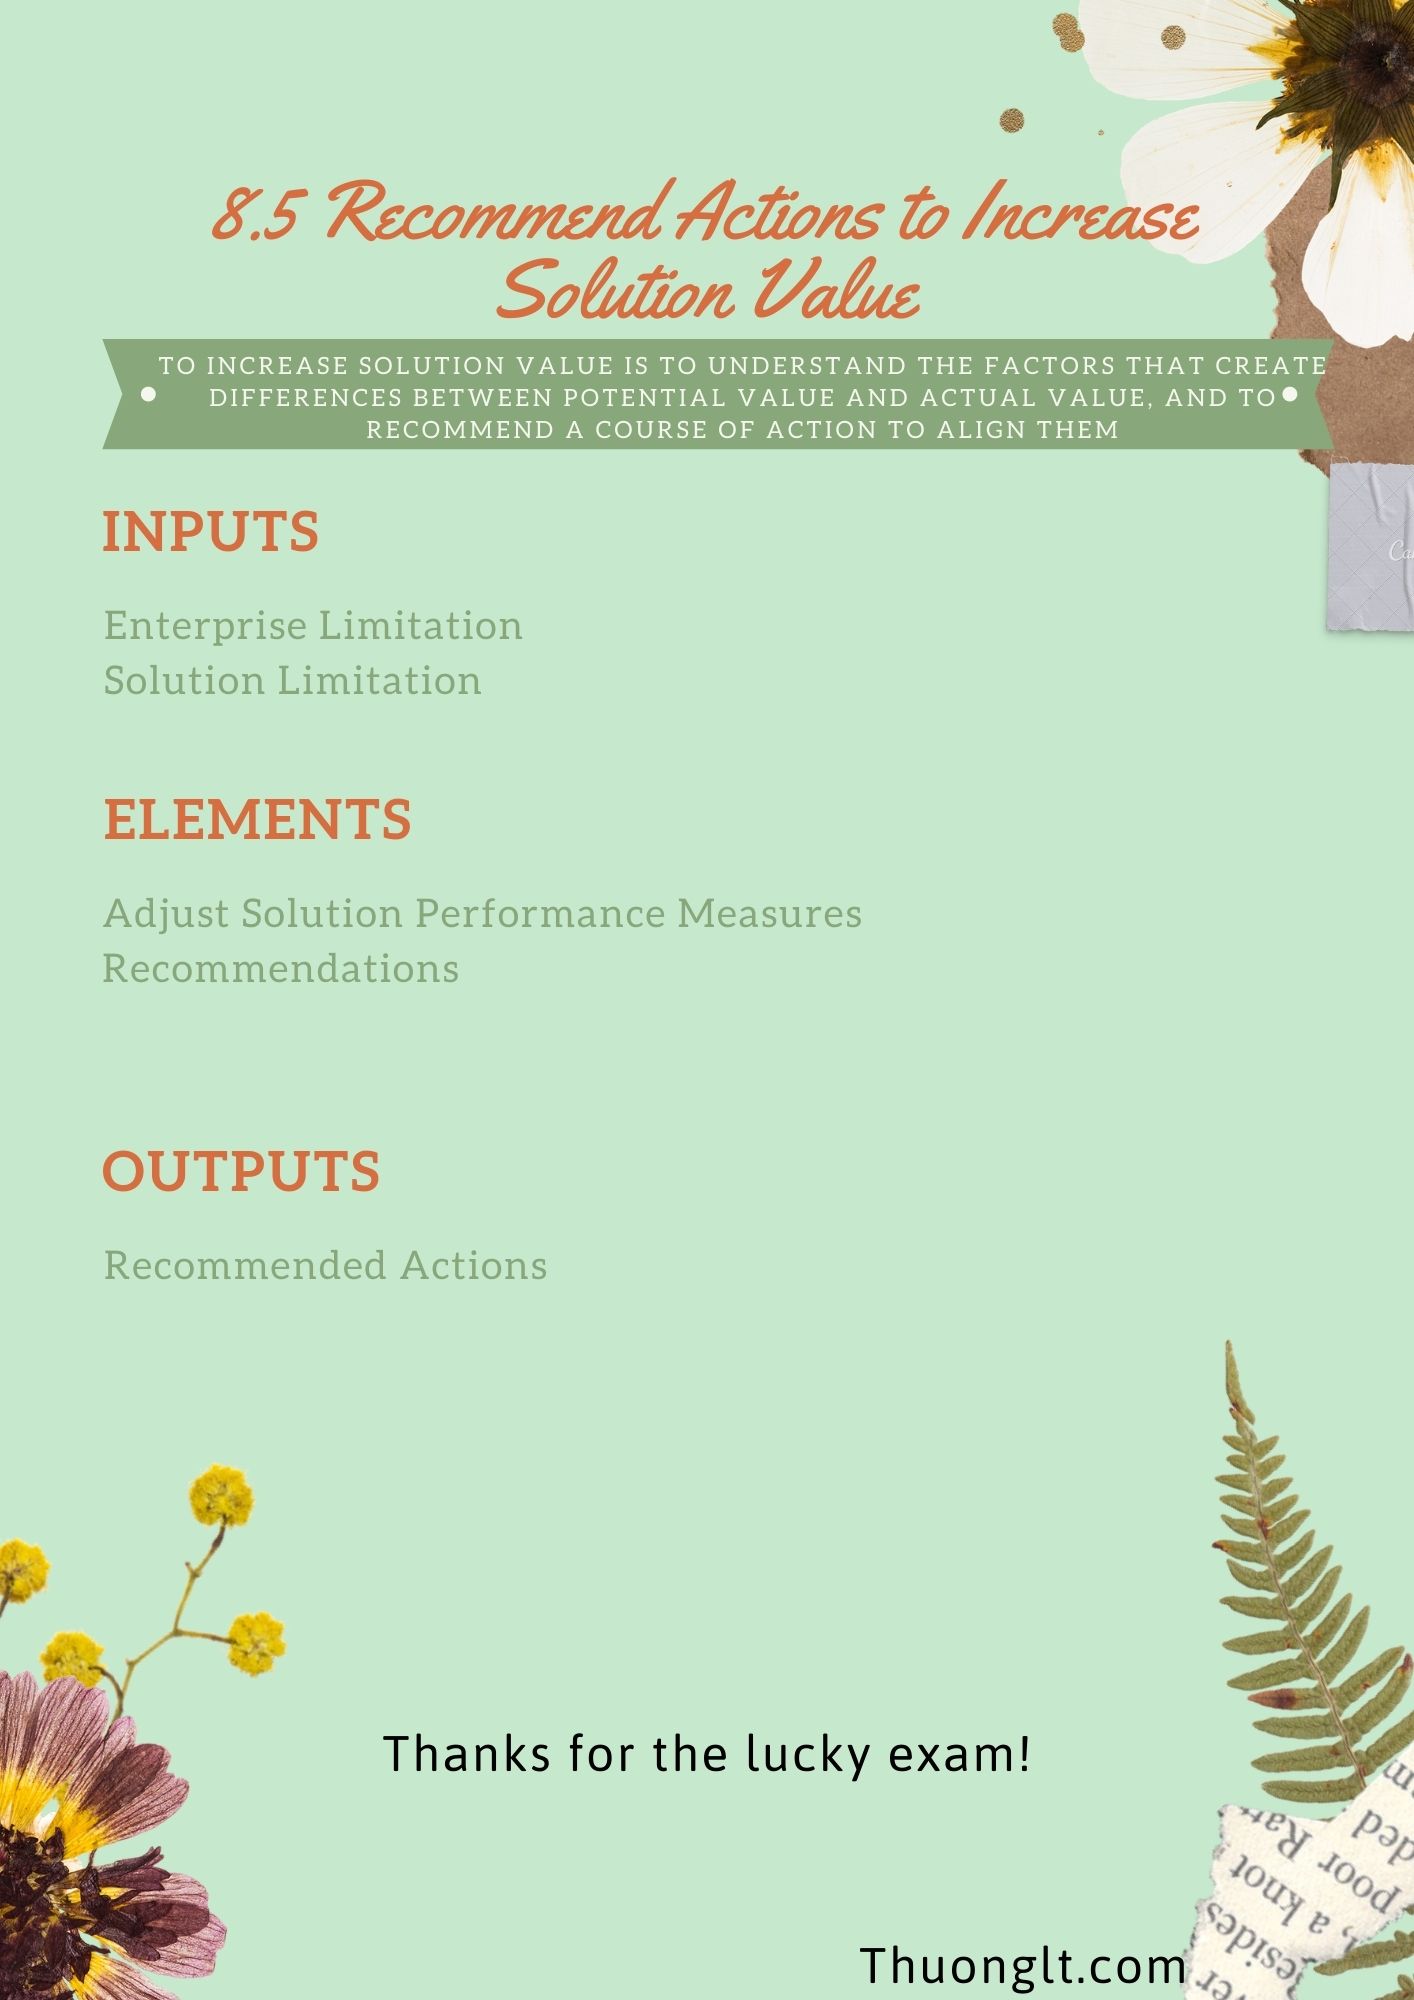 8.5 Recommend Actions to Increase
Solution Value
TO INCREASE SOLUTION VALUE IS TO UNDERSTAND THE FACTORS THAT CREATE
DIFFERENCES BETWEEN POTENTIAL VALUE AND ACTUAL VALUE, AND TO
RECOMMEND A COURSE OF ACTION TO ALIGN THEM
INPUTS
Enterprise Limitation
Solution Limitation
ELEMENTS
Adjust Solution Performance Measures
Recommendations
OUTPUTS
Recommended Actions
Thanks for the lucky exam!
poor
a knot
Thuonglt.com